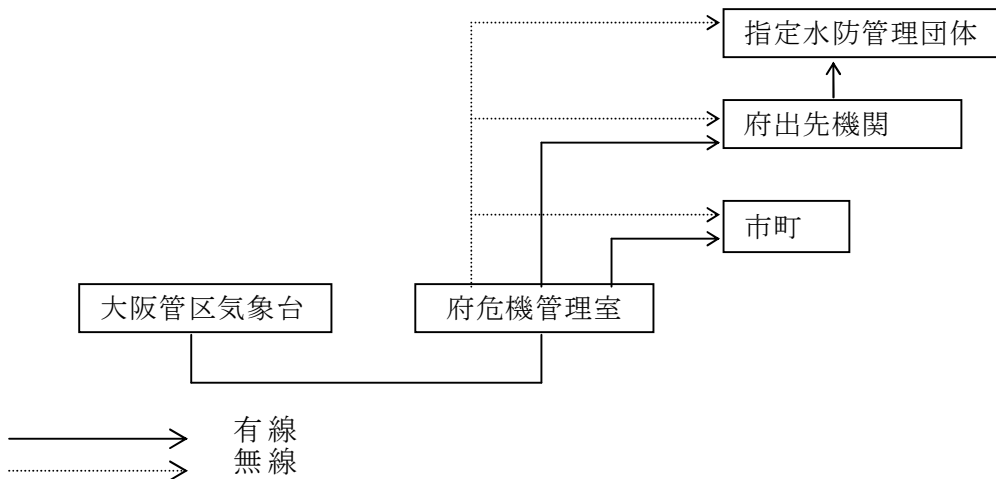 指定水防管理団体
府出先機関
市町
大阪管区気象台
府危機管理室
有線
無線